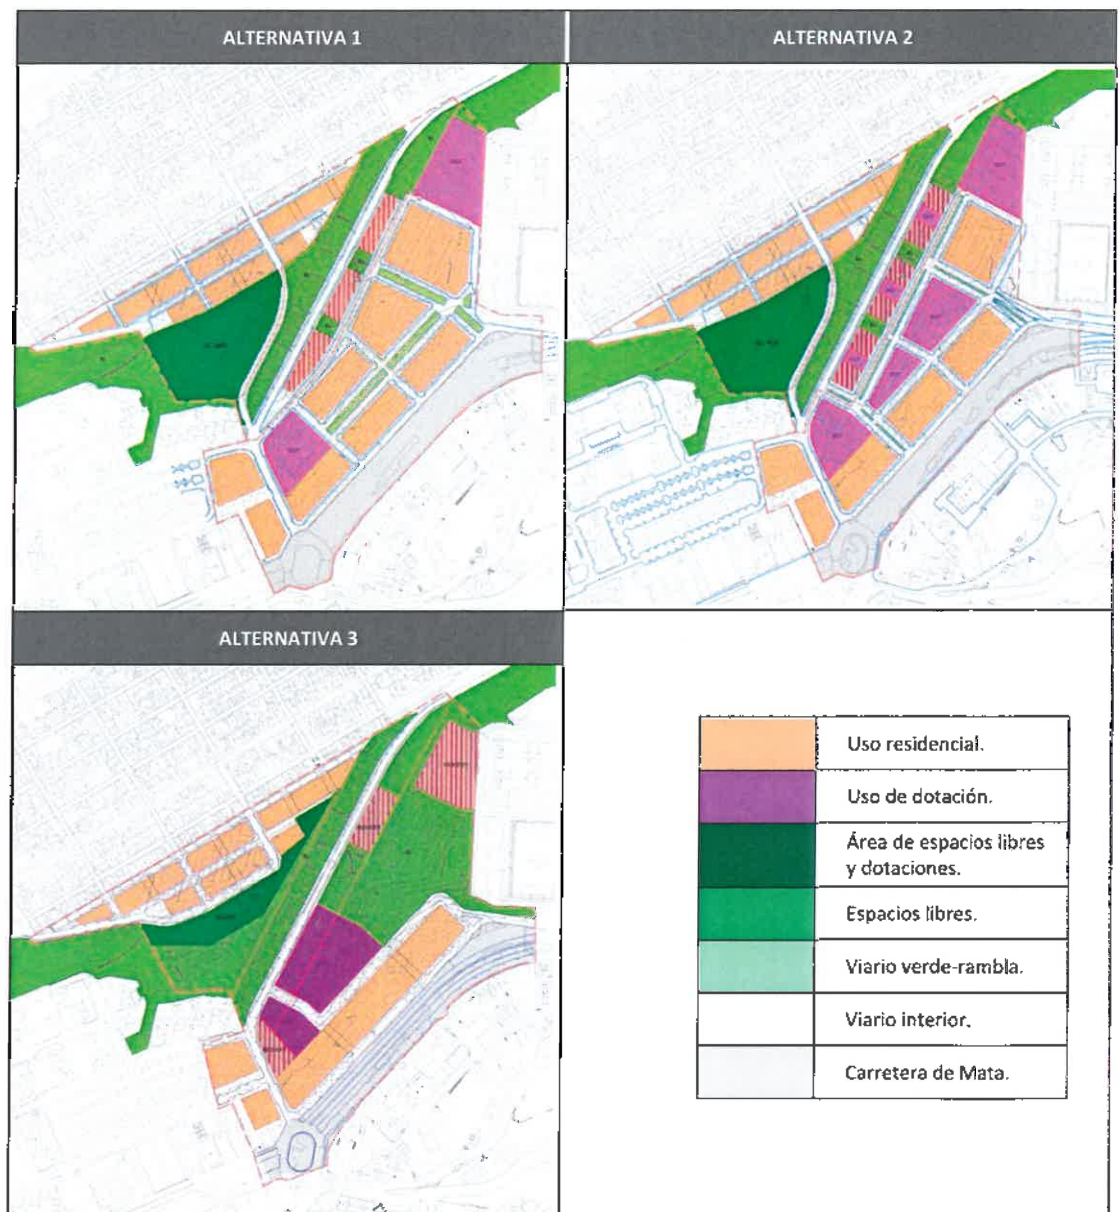 ALTERNATIVA 1
ALTERNATIVA 2
ALTERNATIVA 3
Uso residencial.
Uso de dotación.
Área de espacios libres
y dotaciones.
Espacios libres.
Viario verde-rambla.
Viario interior.
Carretera de Mata.